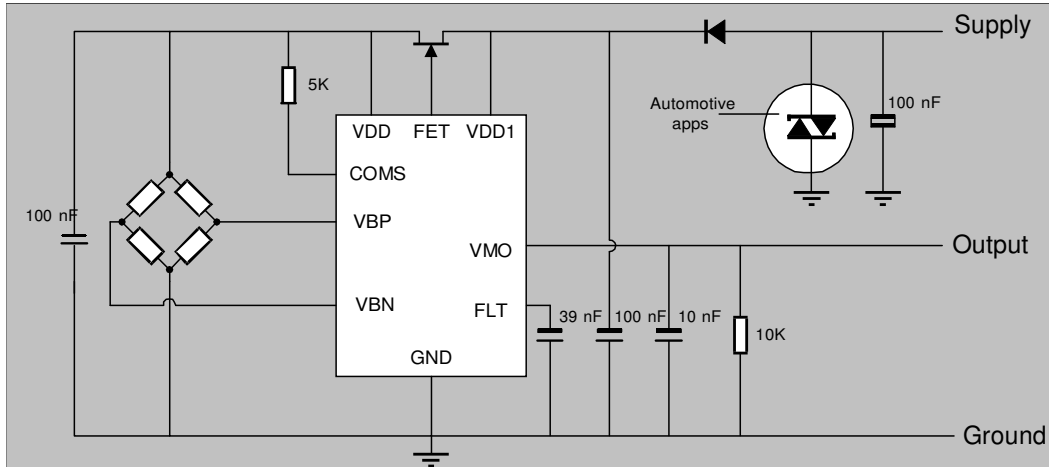 Supply
5K
Automotive
apps
100 nF
VDD FET VDD1
COMS
100 nF
VBP
VMO
Output
VBN
FLT
39 nF 100 nF 10 nF
10K
GND
Ground